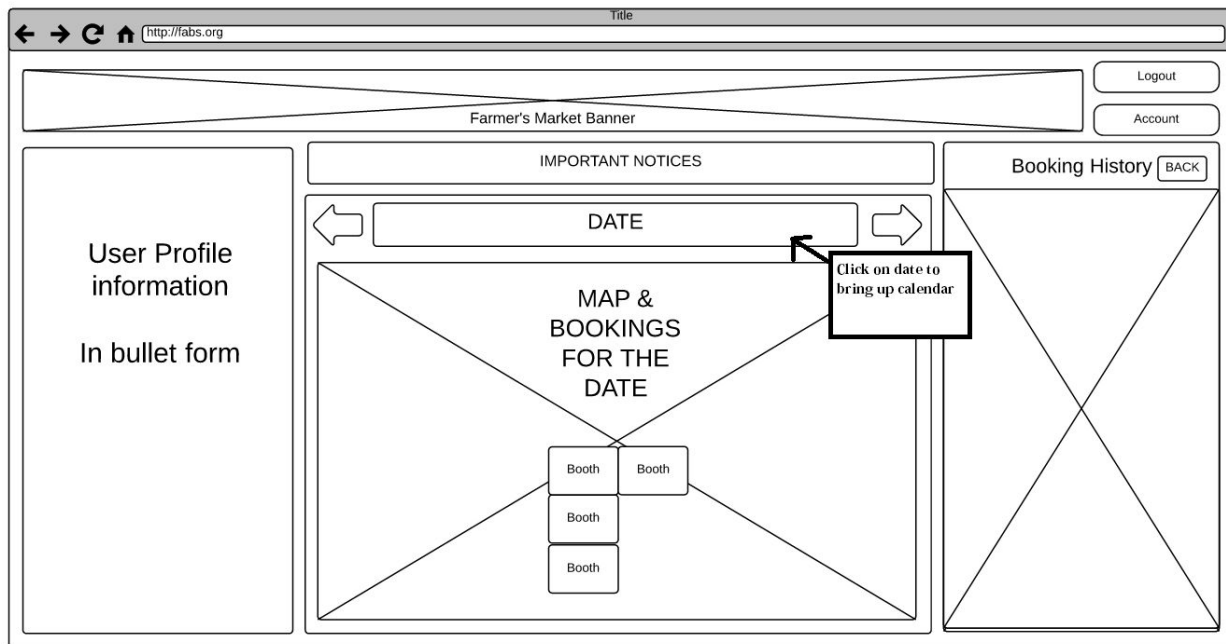 Title
http://fabs.org
Farmer's Market Banner
Logout
Account
User Profile
information
In bullet form
IMPORTANT NOTICES
DATE
Click on date to
bring up calendar
MAP &
BOOKINGS
FOR THE
DATE
Booth
Booth
Booth
Booth
Booking History
BACK